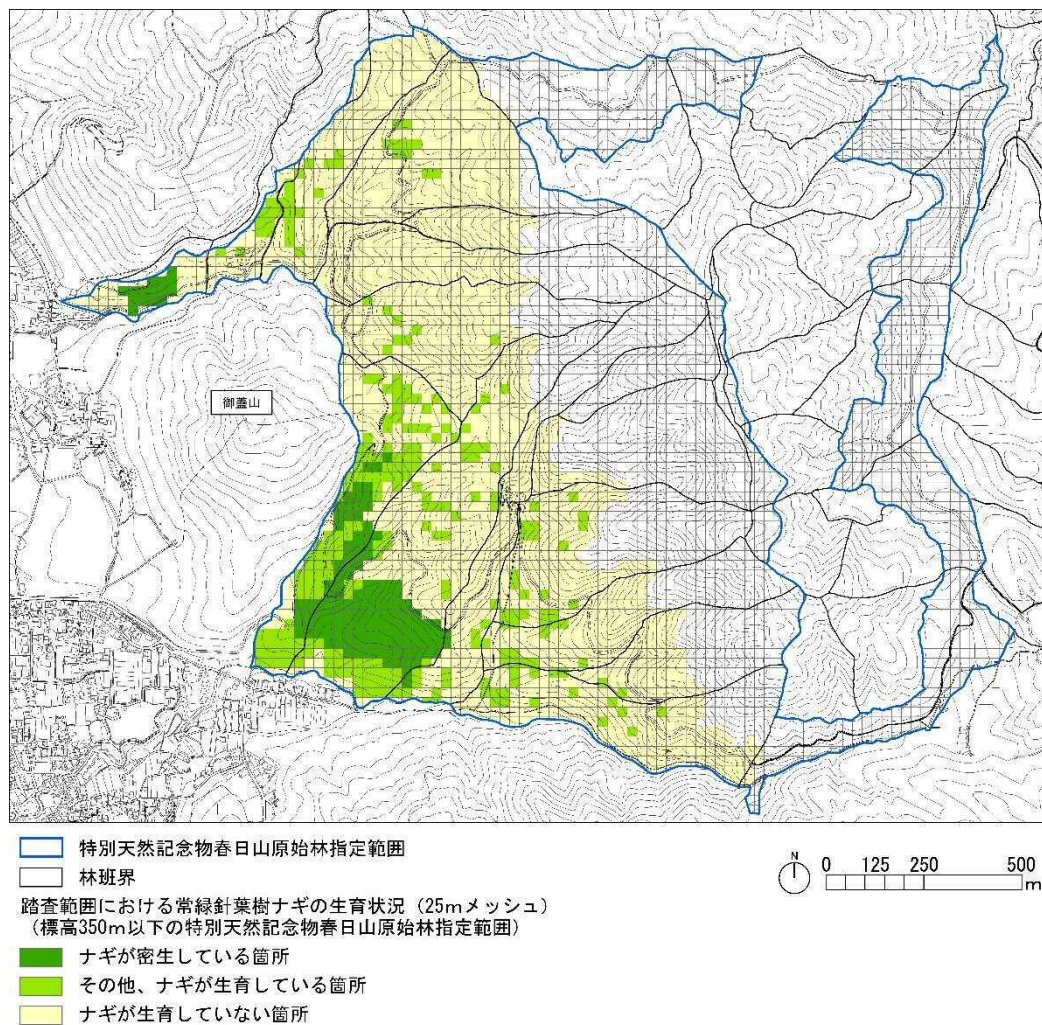 御蓋山
特別天然記念物春日山原始林指定範囲
林班界
踏査範囲における常緑針葉樹ナギの生育状況（25mメッシュ）
（標高350m以下の特別天然記念物春日山原始林指定範囲）
ナギが密生している箇所
その他、ナギが生育している箇所
ナギが生育していない箇所
N
0 125 250 500
m